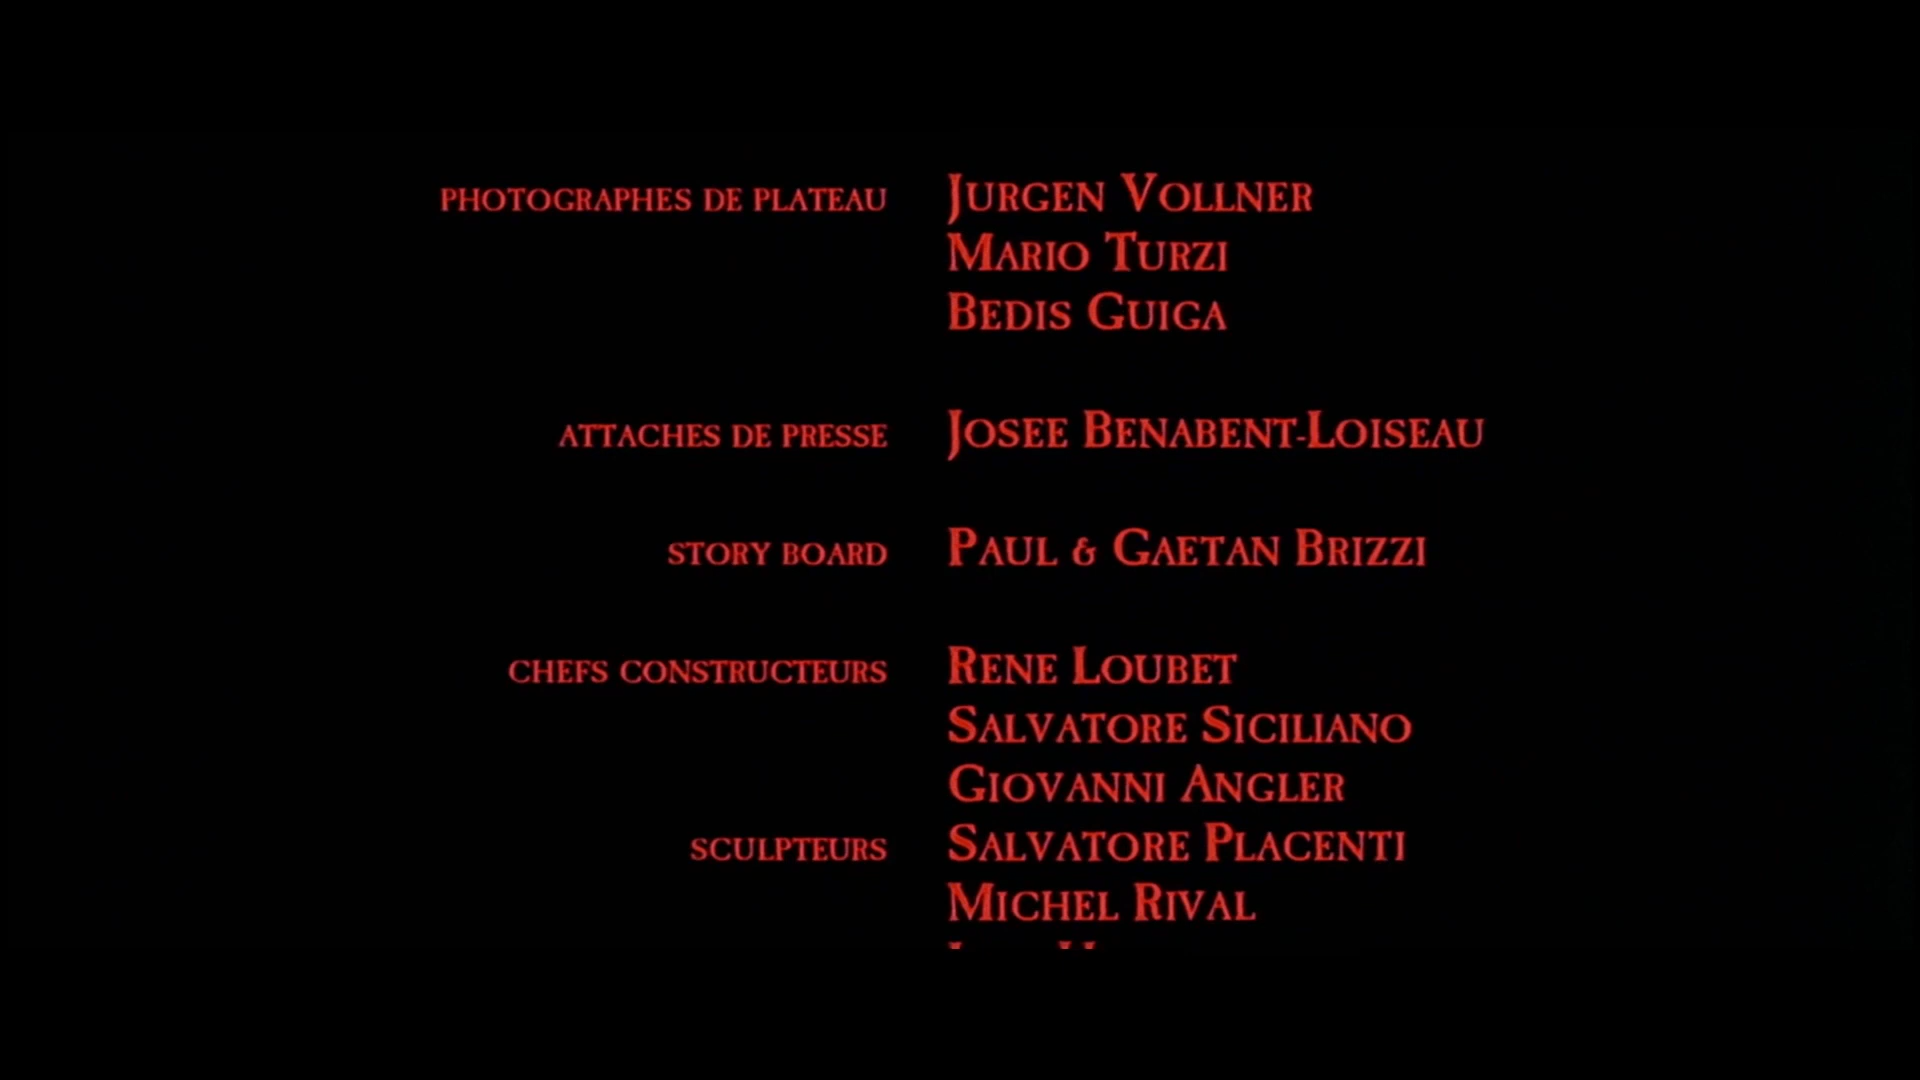 PHOTOGRAPHES DE PLATEAU JURGEN VOLLNER
MARIO TURZI
BEDIS GUIGA
ATTACHES DE PRESSE JOSEE BENABENT-LOISEAU
STORY BOARD PAUL & GAETAN BRIZZI
CHEFS CONSTRUCTEURS RENE LOUBET
SALVATORE SICILIANO
GIOVANNI ANGLER
SCULPTEURS SALVATORE PLACENTI
MICHEL RIVAL